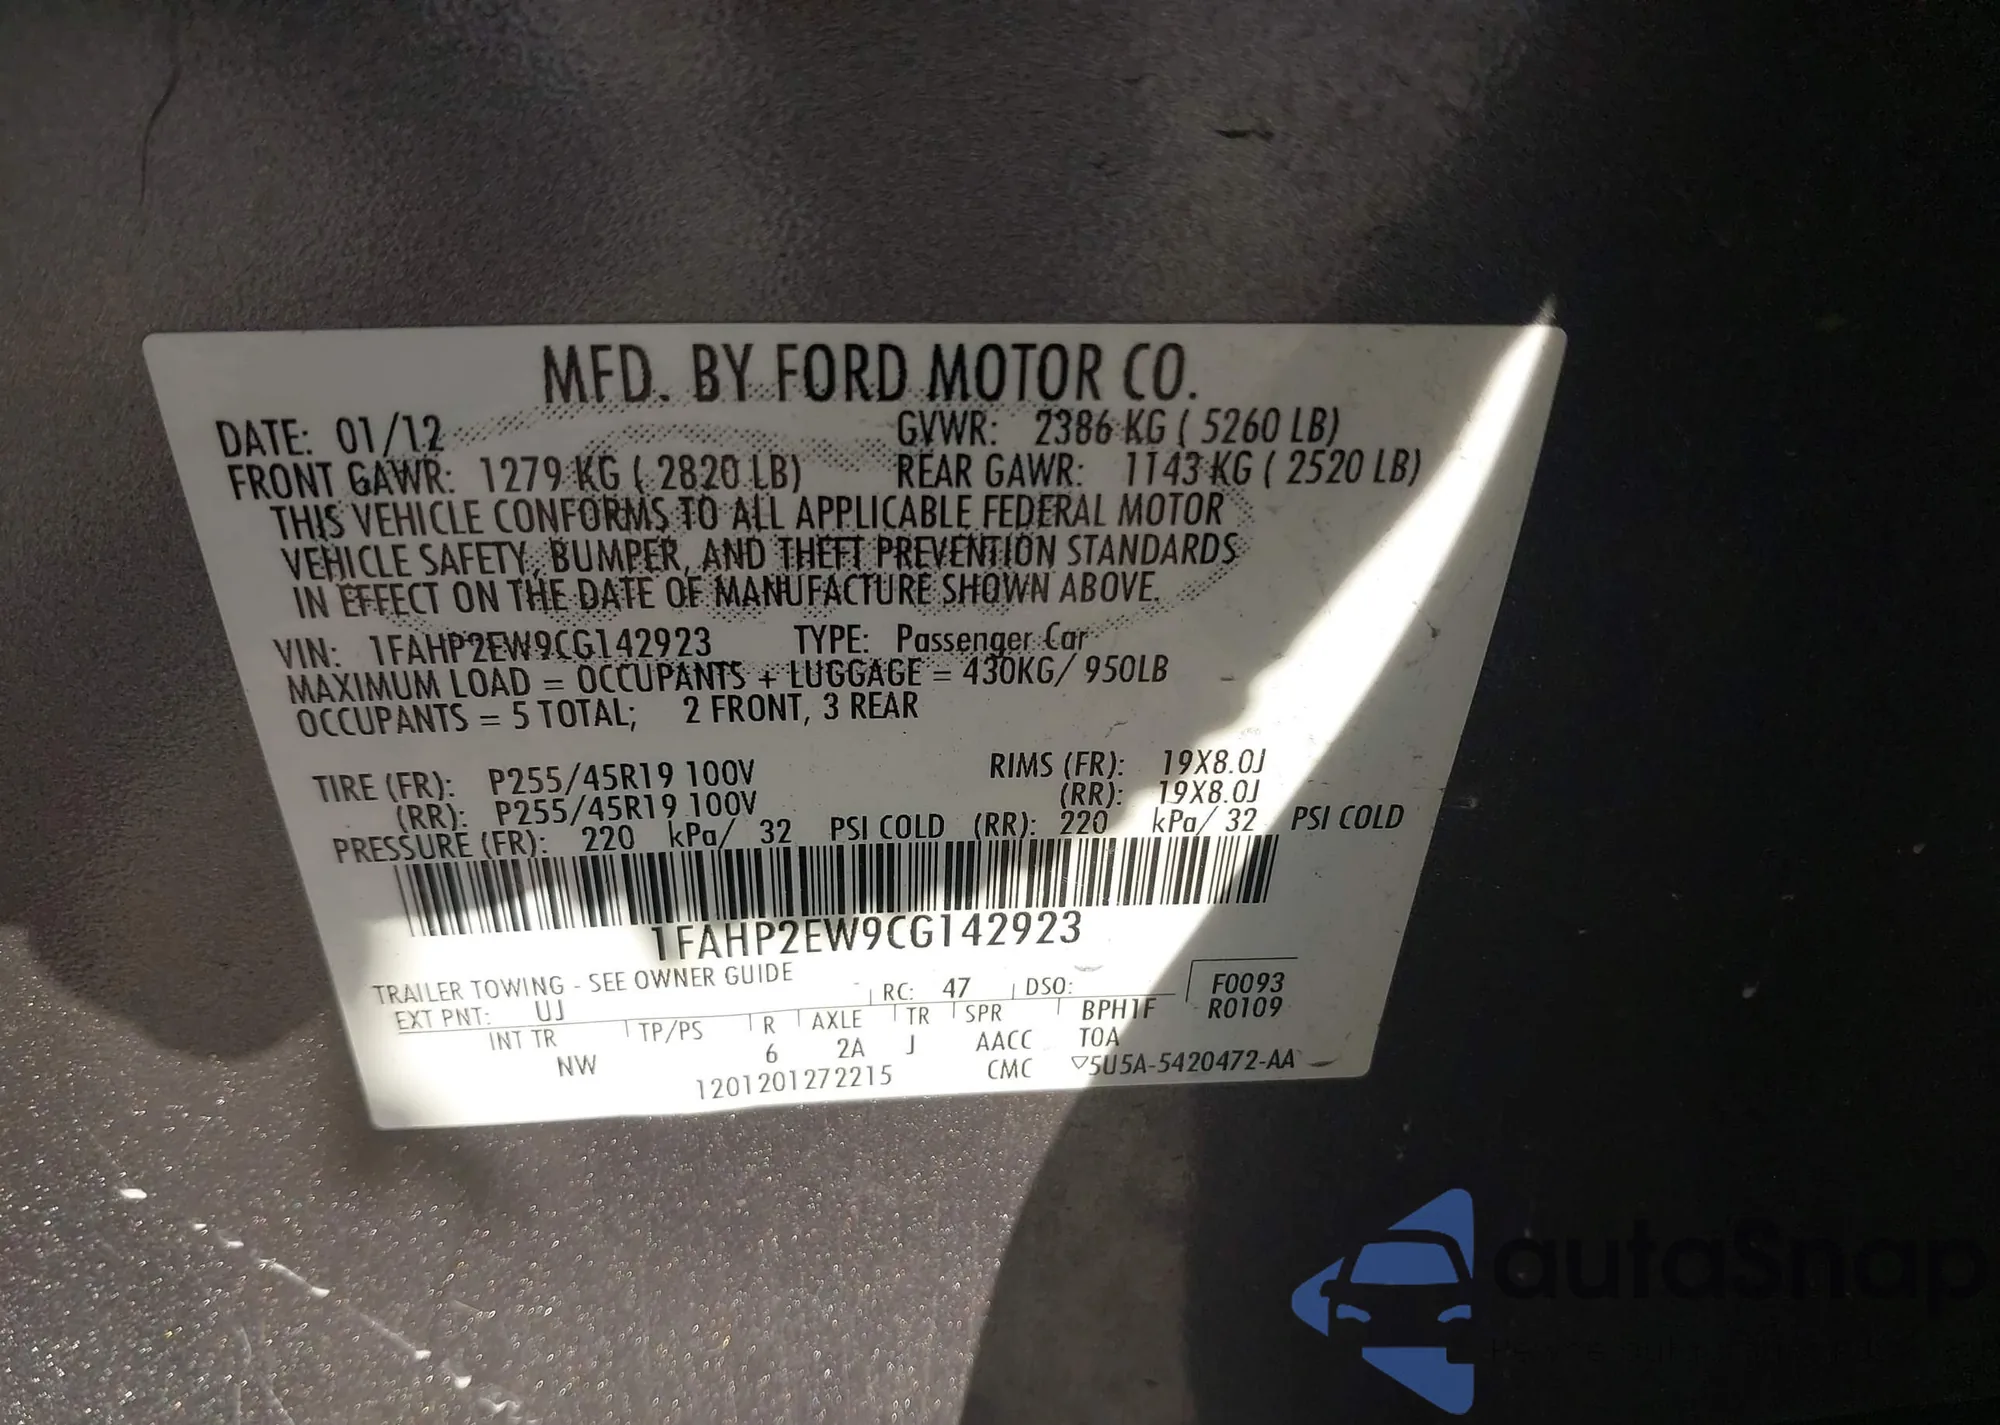 MFD. BY FORD MOTOR CO.
DATE: 01/12 GVWR: 2386 KG ( 5260 LB)
FRONT GAWR: 1279 KG ( 2820 LB) REAR GAWR: 1143 KG ( 2520 LB)
THIS VEHICLE CONFORMS TO ALL APPLICABLE FEDERAL MOTOR
VEHICLE SAFETY, BUMPER, AND THEFT PREVENTION STANDARDS
IN EFFECT ON THE DATE OF MANUFACTURE SHOWN ABOVE.
VIN: 1FAHP2EW9CG142923 TYPE: Passenger Car
MAXIMUM LOAD = OCCUPANTS + LUGGAGE = 430KG/ 950LB
OCCUPANTS = 5 TOTAL; 2 FRONT, 3 REAR
TIRE (FR): P255/45R19 100V RIMS (FR): 19X8.0J
(RR): P255/45R19 100V (RR): 19X8.0J
PRESSURE (FR): 220 kPa/ 32 PSI COLD (RR): 220 kPa/ 32 PSI COLD
1FAHP2EW9CG142923
TRAILER TOWING - SEE OWNER GUIDE
EXT PNT: UJ RC: 47 DSO: F0093
INT TR TP/PS R AXLE TR SPR BPH1F R0109
NW 6 2A J AACC TOA
1201201272215 CMC ▽5U5A-5420472-AA
autaSnap